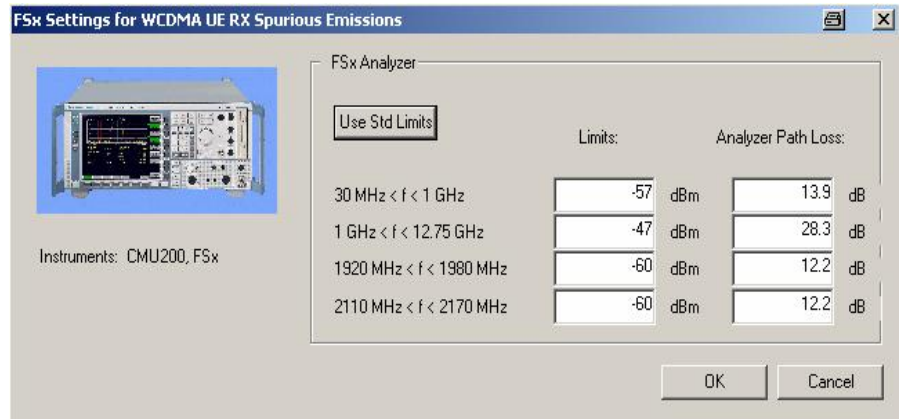 FSx Settings for WCDMA UE RX Spurious Emissions
FSx Analyzer
Use Std Limits
Limits: Analyzer Path Loss:
30 MHz < f < 1 GHz -57 dBm 13.9 dB
1 GHz < f < 12.75 GHz -47 dBm 28.3 dB
Instruments: CMU200, FSx
1920 MHz < f < 1980 MHz -60 dBm 12.2 dB
2110 MHz < f < 2170 MHz -60 dBm 12.2 dB
OK Cancel